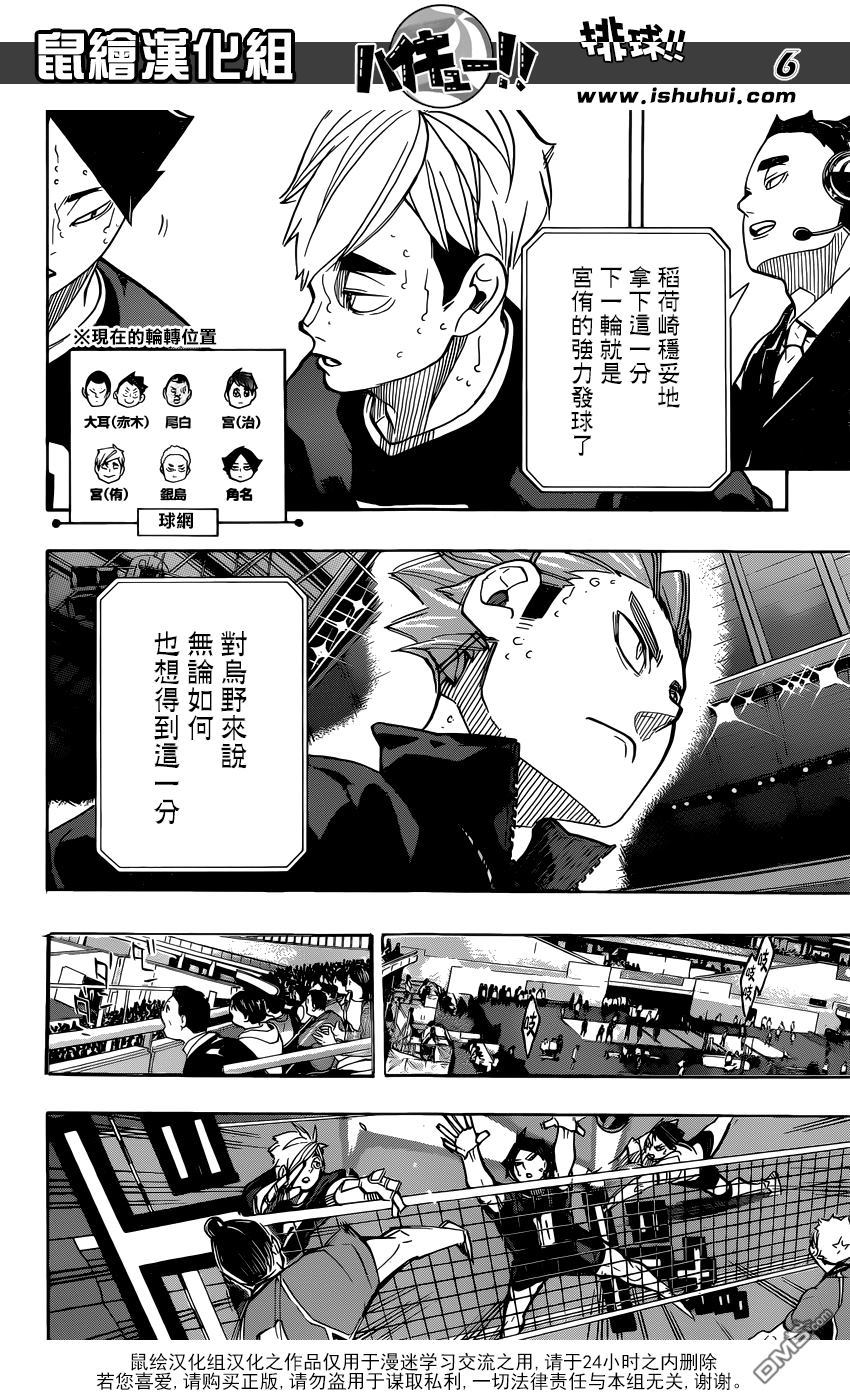 鼠繪漢化組
ハイキュー!!
排球!!
6
www.ishuhui.com
稻荷崎穩妥地
拿下這一分
下一輪就是
宮侑的強力發球了
※現在的輪轉位置
大耳(赤木) 尾白 宮(治)
宮(侑) 銀島 角名
球網
對烏野來說
無論如何
也想得到這一分
吱
吱
吱
鼠绘汉化组汉化之作品仅用于漫迷学习交流之用, 请于24小时之内删除
若您喜爱, 请购买正版, 请勿用于谋取私利, 一切法律责任与本组无关, 谢谢.